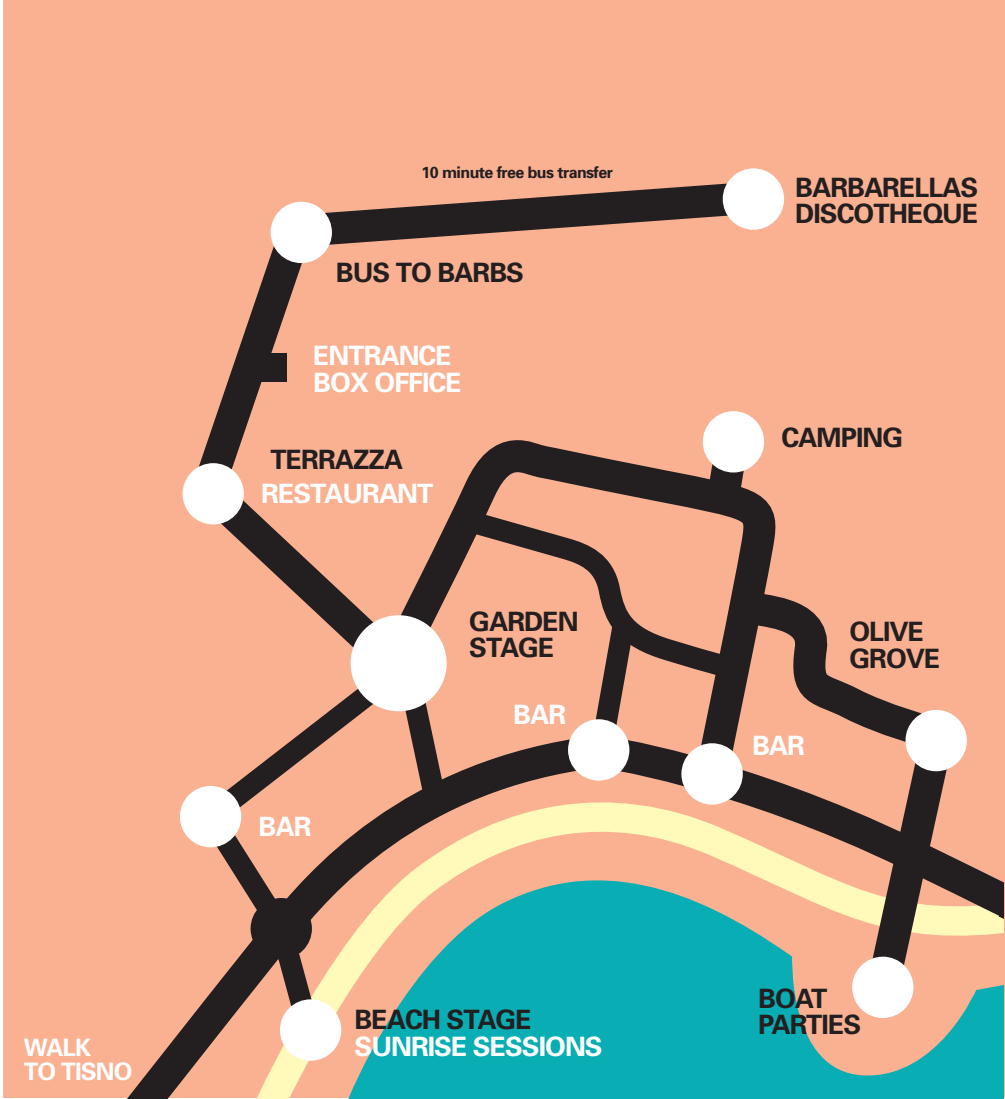 10 minute free bus transfer
BARBARELLAS
DISCOTHEQUE
BUS TO BARBS
ENTRANCE
BOX OFFICE
TERRAZZA
RESTAURANT
CAMPING
GARDEN
STAGE
OLIVE
GROVE
BAR
BAR
BAR
BOAT
PARTIES
BEACH STAGE
SUNRISE SESSIONS
WALK
TO TISNO